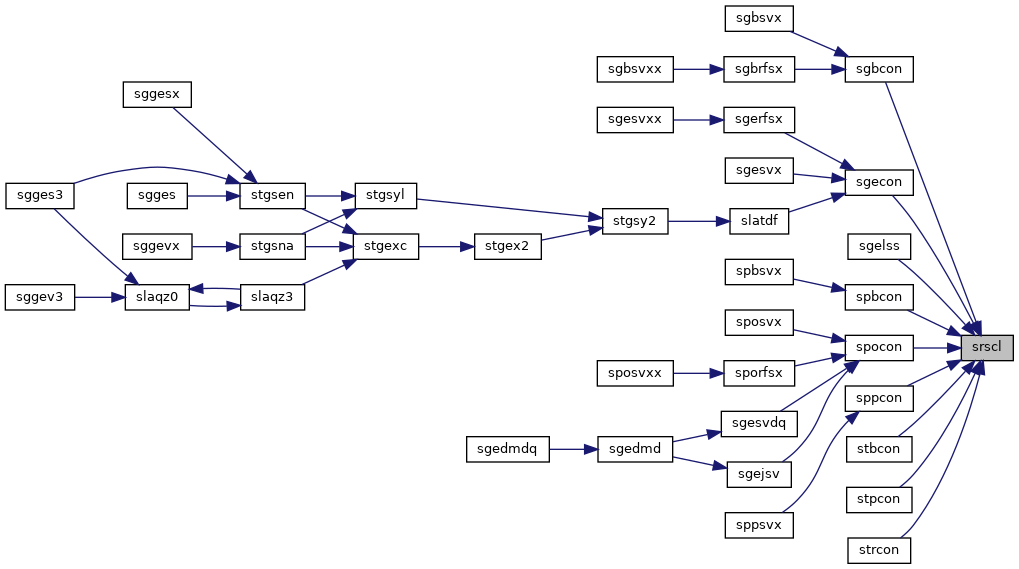 sgbsvx
sgbsvxx
sgbrfsx
sgbcon
sggesx
sgesvxx
sgerfsx
sgesvx
sgecon
sgges3
sgges
stgsen
stgsyl
stgsy2
slatdf
sggevx
stgsna
stgexc
stgex2
sgelss
sggev3
slaqz0
slaqz3
spbsvx
spbcon
sposvx
spocon
srscl
sposvxx
sporfsx
sppcon
sgesvdq
sgedmdq
sgedmd
stbcon
sgejsv
stpcon
sppsvx
strcon